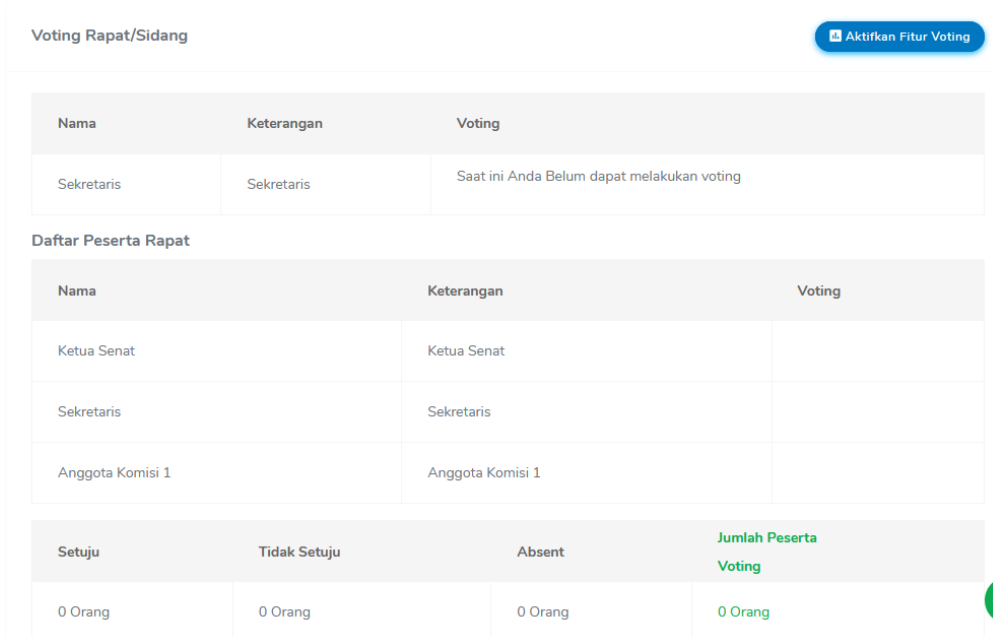 Voting Rapat/Sidang
Aktifkan Fitur Voting
Nama Keterangan Voting
Sekretaris Sekretaris Saat ini Anda Belum dapat melakukan voting
Daftar Peserta Rapat
Nama Keterangan Voting
Ketua Senat Ketua Senat
Sekretaris Sekretaris
Anggota Komisi 1 Anggota Komisi 1
Setuju Tidak Setuju Absent Jumlah Peserta
Voting
0 Orang 0 Orang 0 Orang 0 Orang